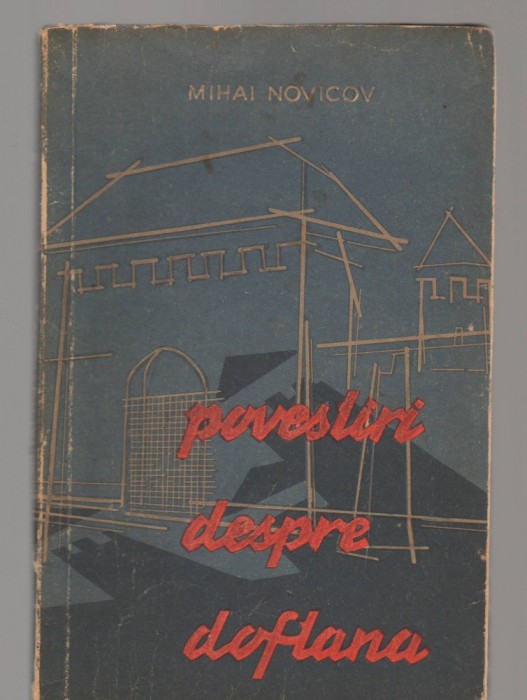 MIHAI NOVICOV
povestiri
despre
doftana